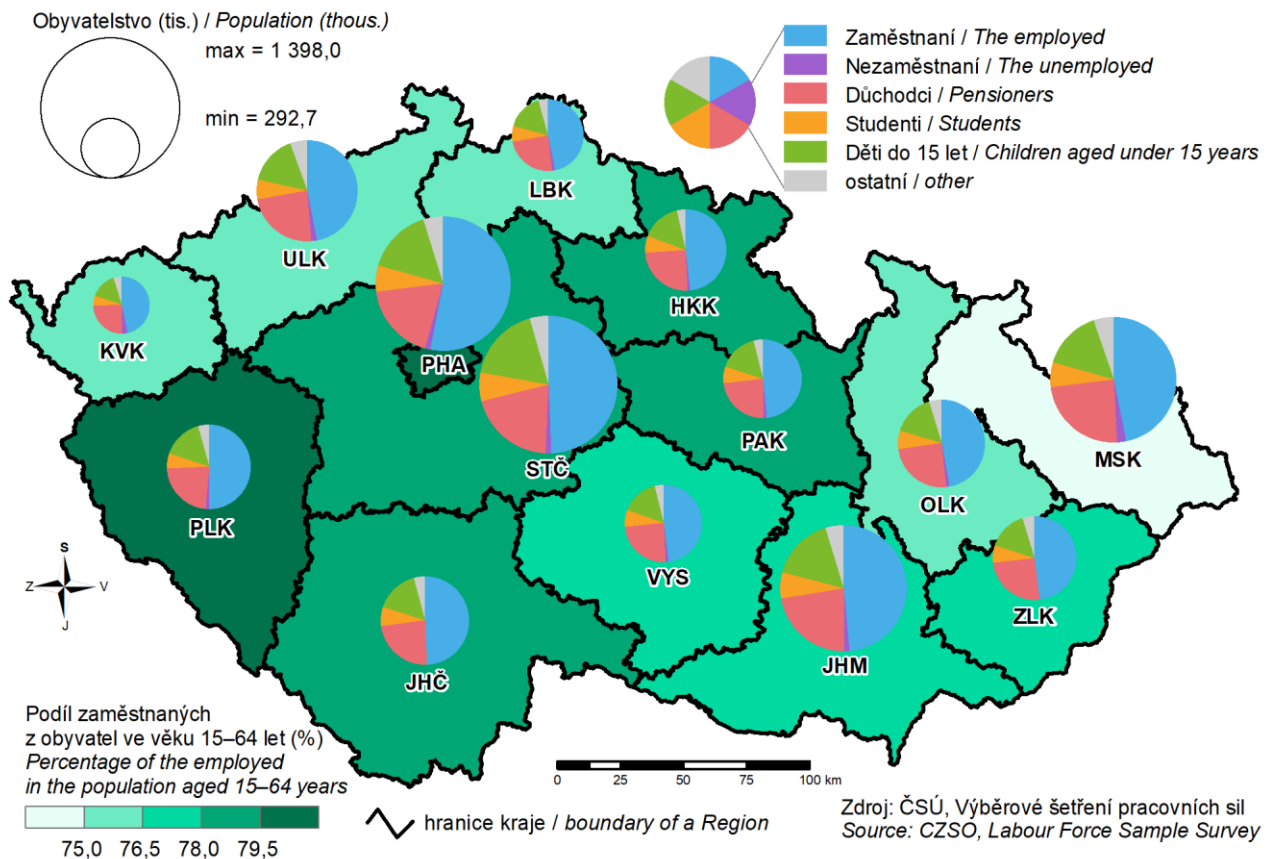 Obyvatelstvo (tis.) / Population (thous.)
max = 1 398,0
min = 292,7
Zaměstnaní / The employed
Nezaměstnaní / The unemployed
Důchodci / Pensioners
Studenti / Students
Děti do 15 let / Children aged under 15 years
ostatní / other
LBK
ULK
HKK
KVK
PHA
PAK
STČ
MSK
OLK
PLK
VYS
ZLK
JHM
JHČ
S
Z
V
J
Podíl zaměstnaných
z obyvatel ve věku 15–64 let (%)
Percentage of the employed
in the population aged 15–64 years
75,0 76,5 78,0 79,5
hranice kraje / boundary of a Region
0 25 50 75 100 km
Zdroj: ČSÚ, Výběrové šetření pracovních sil
Source: CZSO, Labour Force Sample Survey